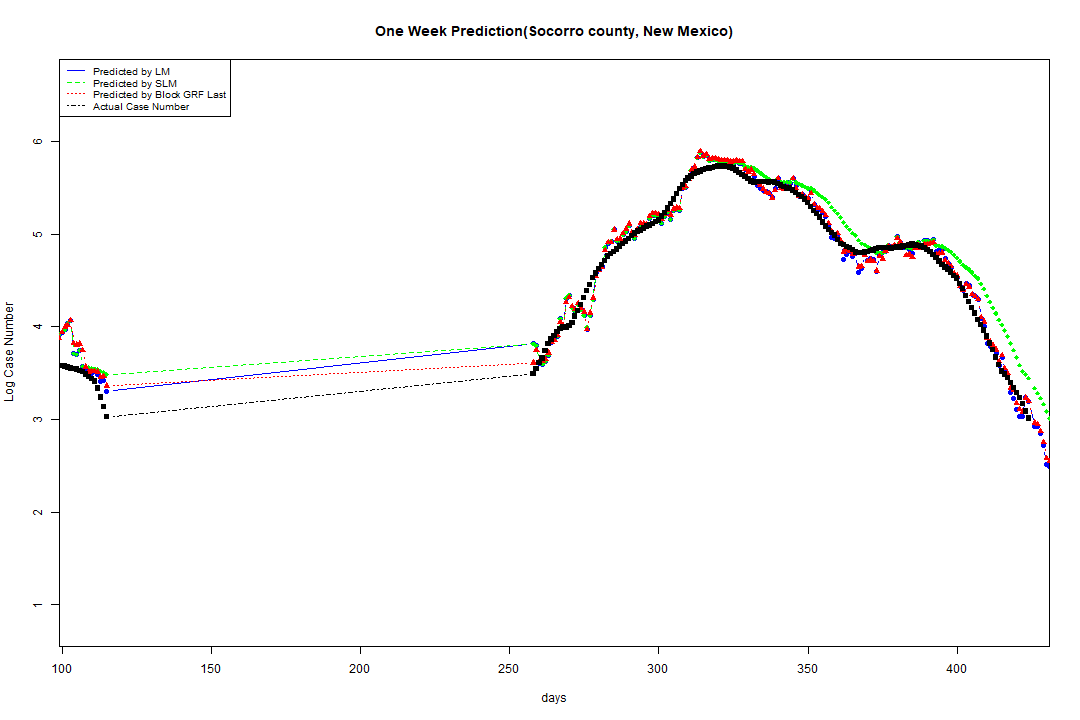 One Week Prediction(Socorro county, New Mexico)
Predicted by LM
Predicted by SLM
Predicted by Block GRF Last
Actual Case Number
6
5
4
3
2
1
Log Case Number
100 150 200 250 300 350 400
days